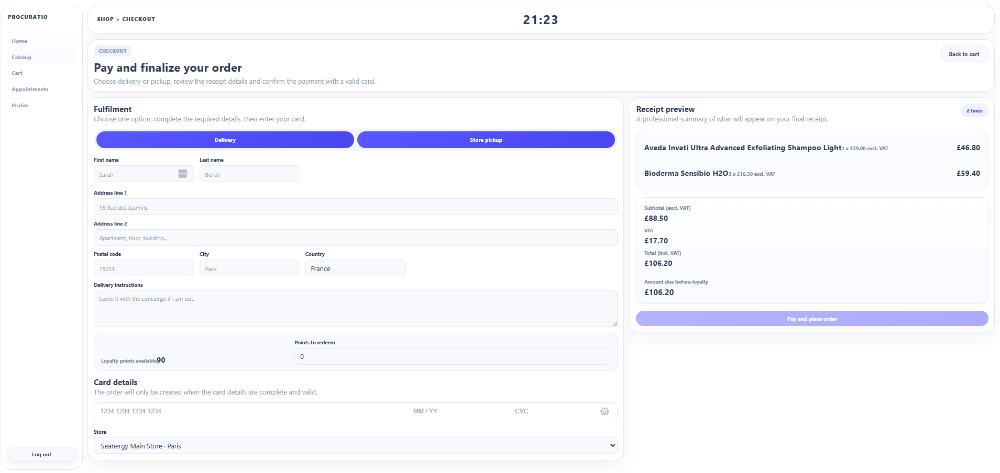 PROCURATIO
Home
Catalog
Cart
Appointments
Profile
Log out
SHOP > CHECKOUT
21:23
CHECKOUT
Back to cart
Pay and finalize your order
Choose delivery or pickup, review the receipt details and confirm the payment with a valid card.
Fulfilment
Choose one option, complete the required details, then enter your card.
Delivery
Store pickup
First name
Last name
Sarah
Benali
Address line 1
15 Rue des Jasmins
Address line 2
Apartment, floor, building...
Postal code
City
Country
75011
Paris
France
Delivery instructions
Leave it with the concierge if I am out.
Points to redeem
Loyalty points available90
0
Card details
The order will only be created when the card details are complete and valid.
1234 1234 1234 1234
MM / YY
CVC
Store
Seanergy Main Store · Paris
Receipt preview
2 lines
A professional summary of what will appear on your final receipt.
Aveda Invati Ultra Advanced Exfoliating Shampoo Light1 x £39.00 excl. VAT
£46.80
Bioderma Sensibio H2O3 x £16.50 excl. VAT
£59.40
Subtotal (excl. VAT)
£88.50
VAT
£17.70
Total (incl. VAT)
£106.20
Amount due before loyalty
£106.20
Pay and place order